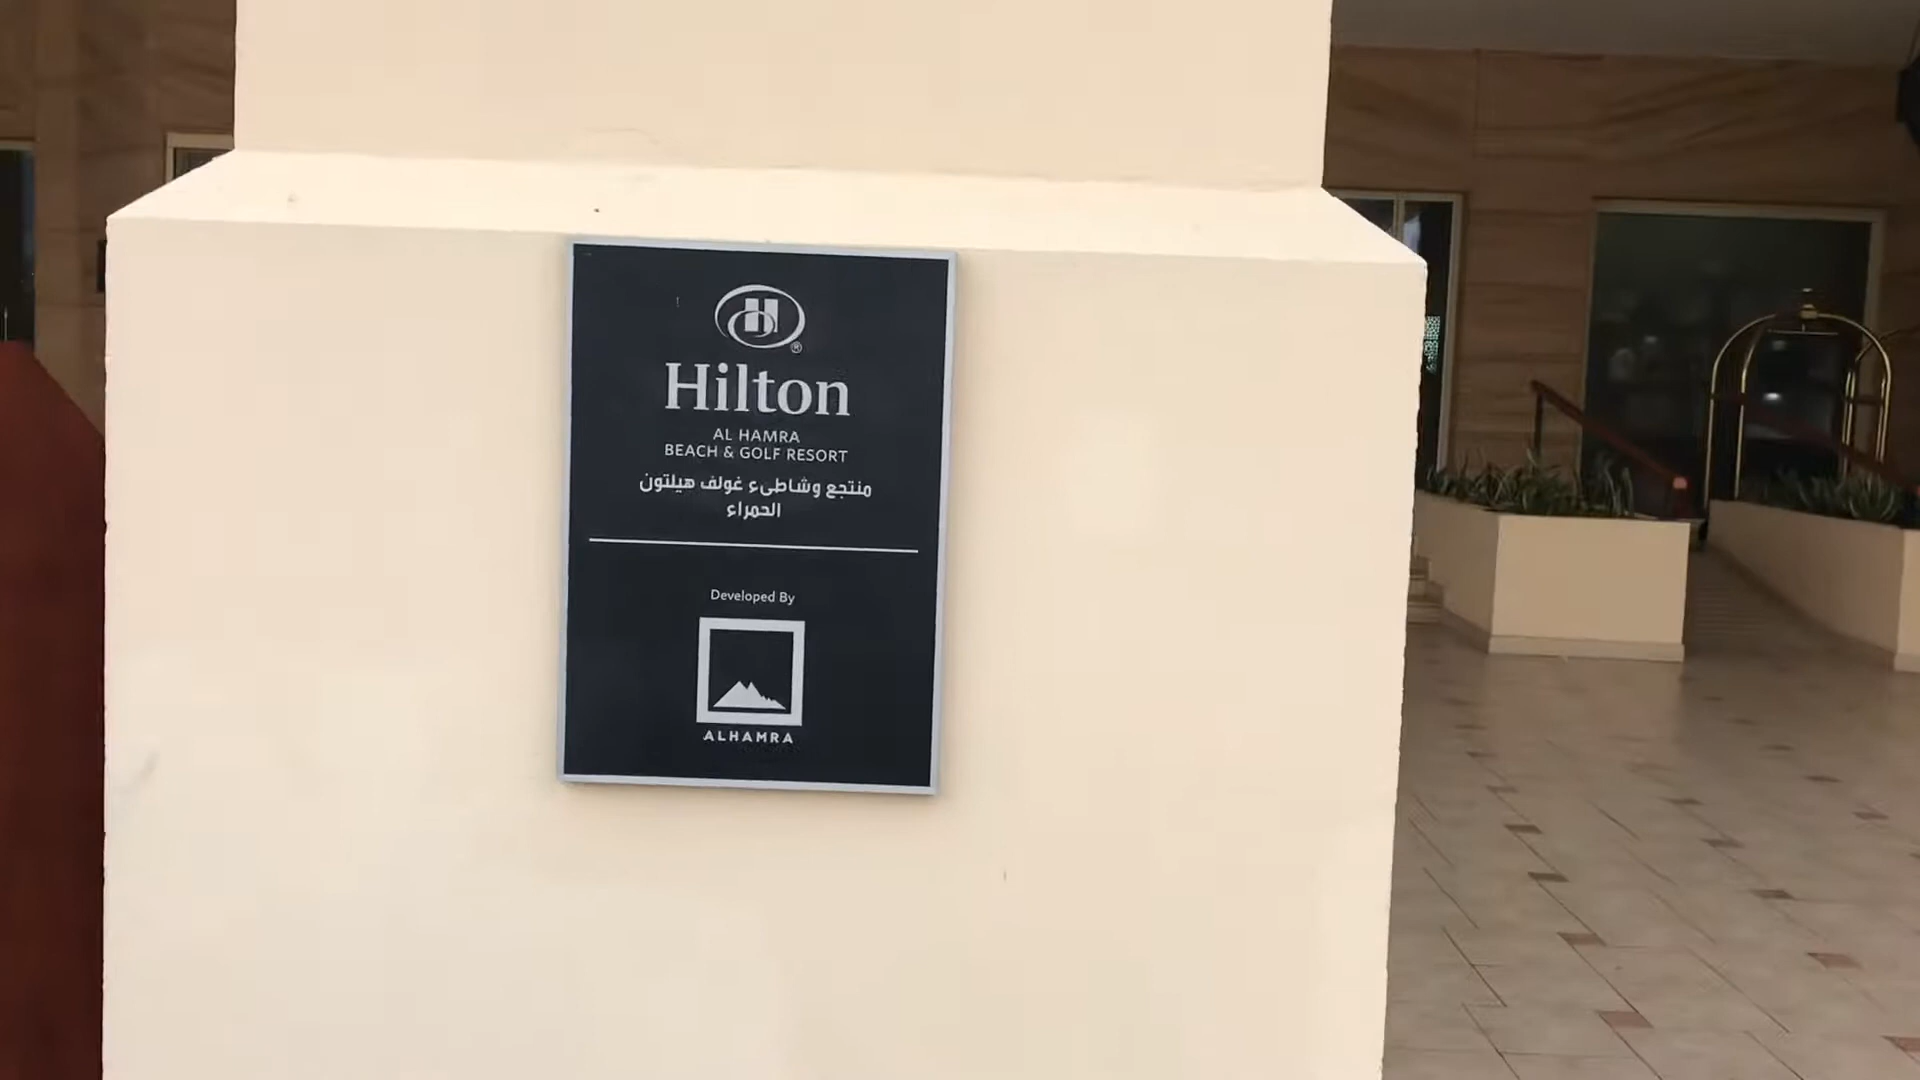 Hilton
AL HAMRA
BEACH & GOLF RESORT
منتجع وشاطىء غولف هيلتون
الحمراء
Developed By
ALHAMRA